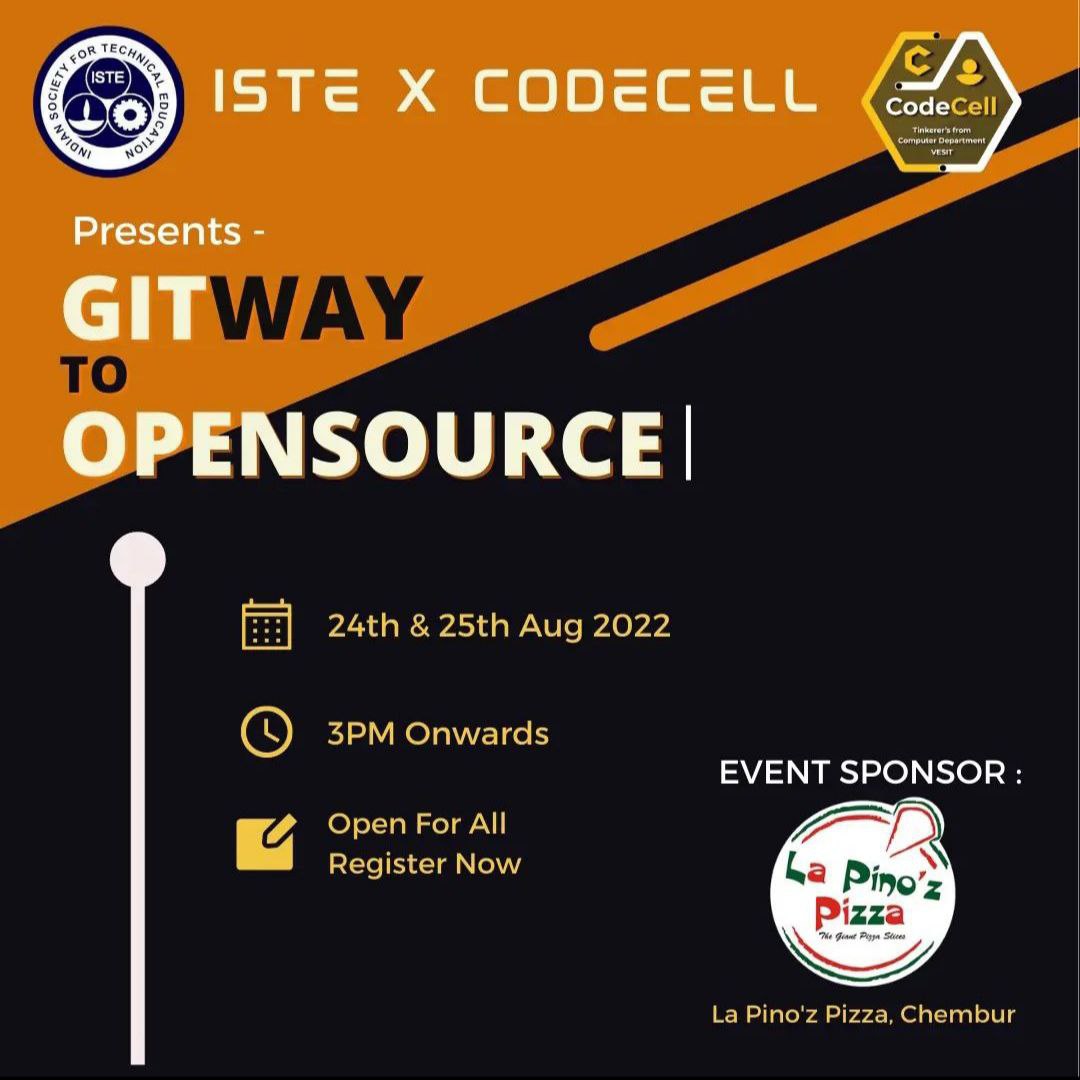 INDIAN SOCIETY FOR TECHNICAL EDUCATION
ISTE
ISTE X CODECELL
CodeCell
Tinkerer's from
Computer Department
VESIT
Presents -
GITWAY
TO
OPENSOURCE
24th & 25th Aug 2022
3PM Onwards
Open For All
Register Now
EVENT SPONSOR :
La Pino'z
Pizza
The Giant Pizza Slices
La Pino'z Pizza, Chembur